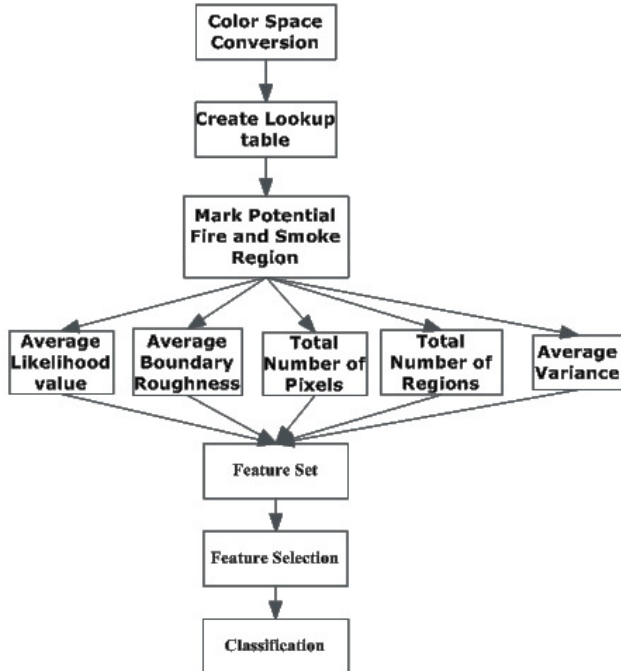 Color Space
Conversion
Create Lookup
table
Mark Potential
Fire and Smoke
Region
Average
Likelihood
value
Average
Boundary
Roughness
Total
Number of
Pixels
Total
Number of
Regions
Average
Variance
Feature Set
Feature Selection
Classification